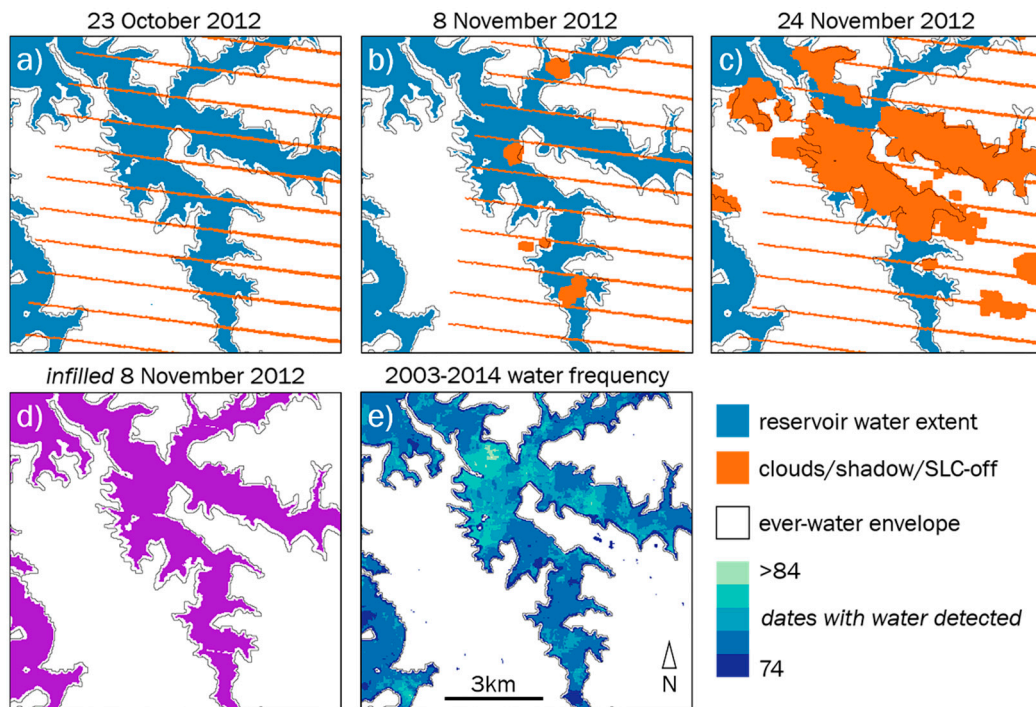 23 October 2012
8 November 2012
24 November 2012
a)
b)
c)
infilled 8 November 2012
2003-2014 water frequency
d)
e)
reservoir water extent
clouds/shadow/SLC-off
ever-water envelope
>84
dates with water detected
74
3km
N